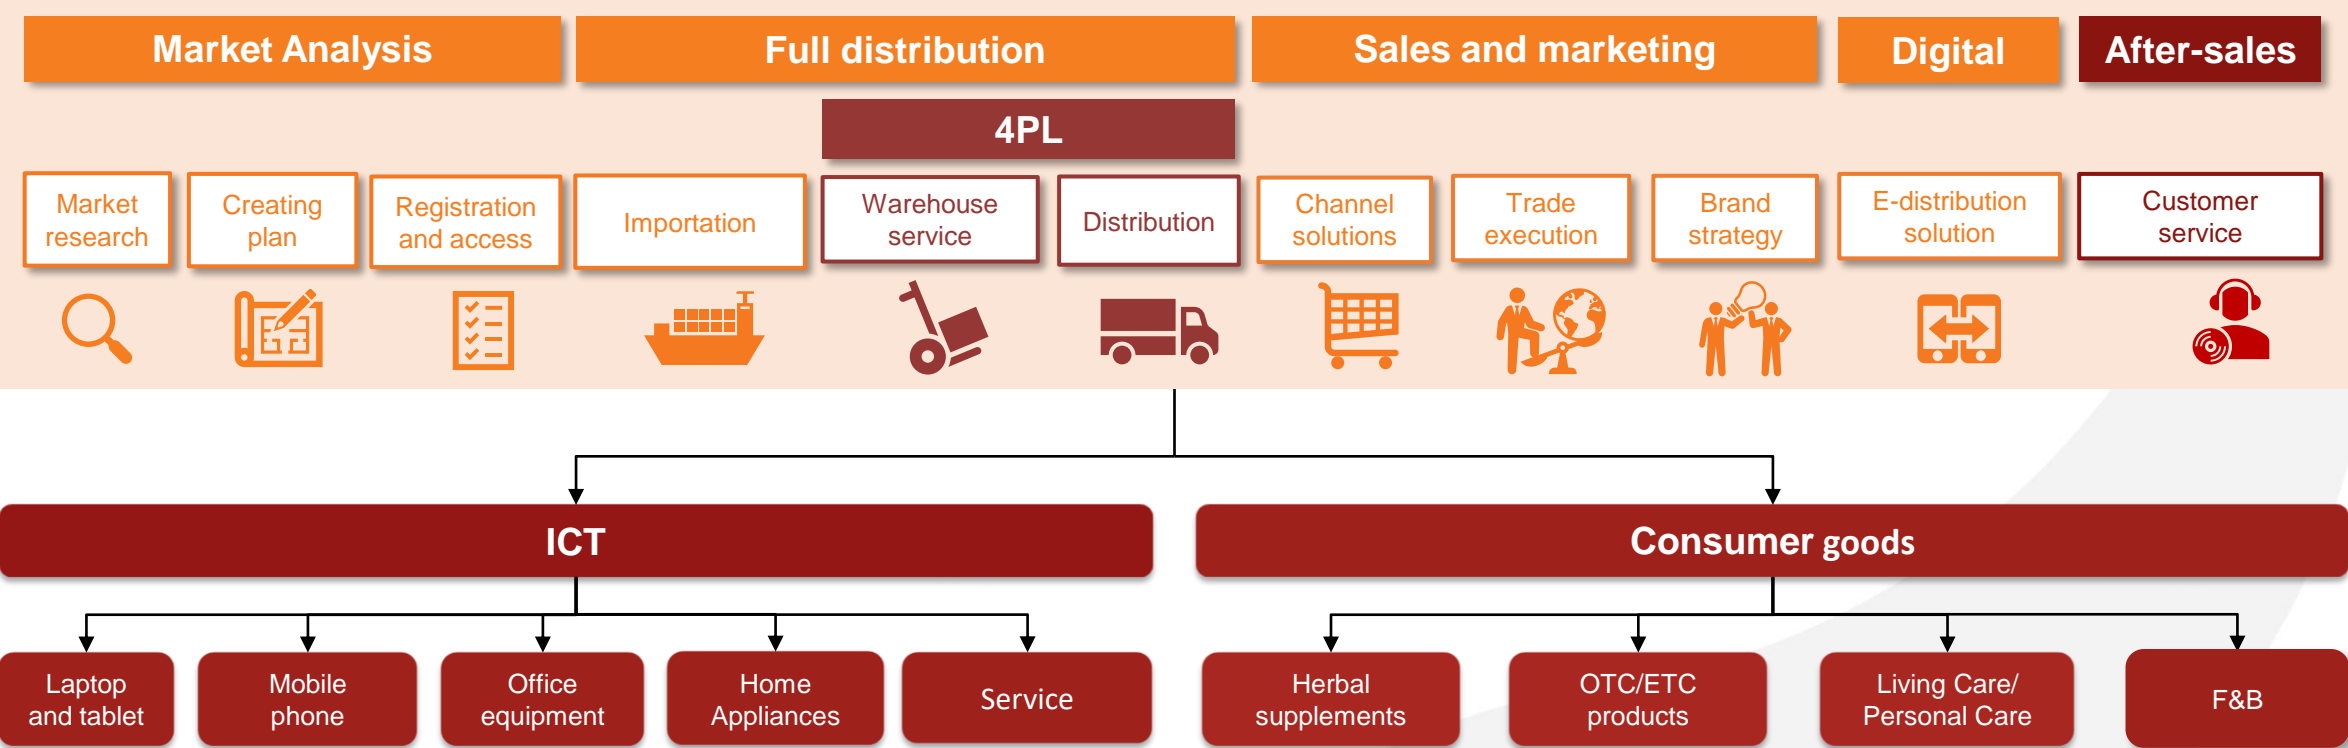 Market Analysis
Full distribution
Sales and marketing
Digital
After-sales
4PL
Market
research
Creating
plan
Registration
and access
Importation
Warehouse
service
Distribution
Channel
solutions
Trade
execution
Brand
strategy
E-distribution
solution
Customer
service
ICT
Consumer goods
Laptop
and tablet
Mobile
phone
Office
equipment
Home
Appliances
Service
Herbal
supplements
OTC/ETC
products
Living Care/
Personal Care
F&B